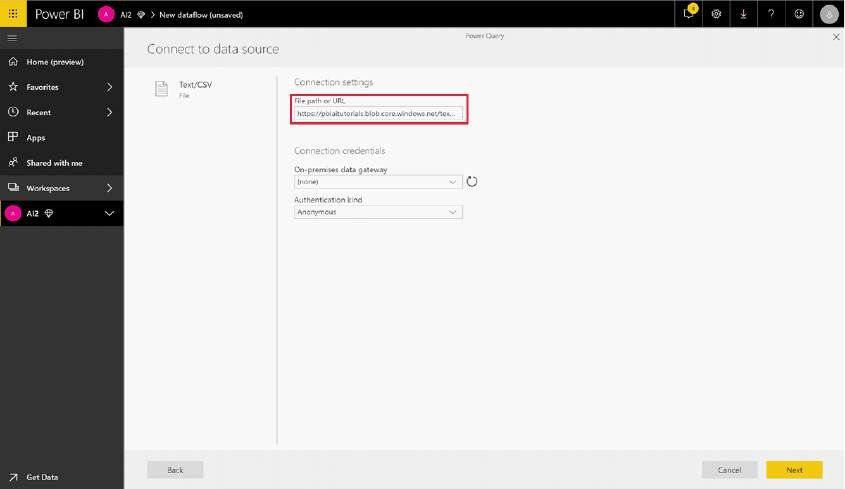 Power BI
A
AI2
New dataflow (unsaved)
?
Power Query
Connect to data source
Home (preview)
Favorites
Recent
Apps
Shared with me
Workspaces
A AI2
Get Data
Text/CSV
File
Connection settings
File path or URL
https://pbiaitutorials.blob.core.windows.net/tex...
Connection credentials
On-premises data gateway
(none)
Authentication kind
Anonymous
Back
Cancel
Next